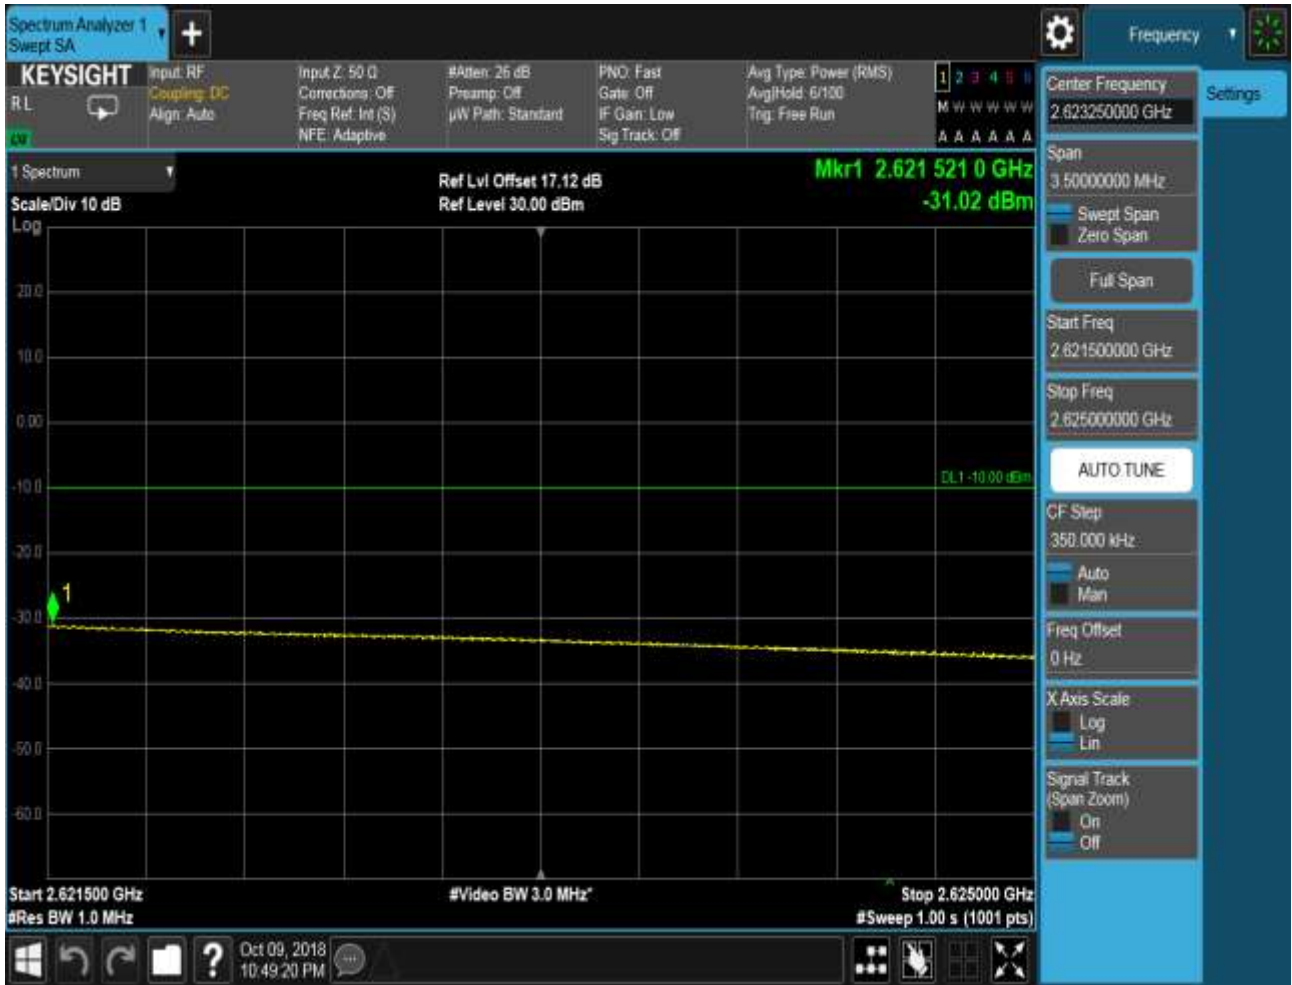 Spectrum Analyzer 1
Swept SA
+
Frequency
KEYSIGHT
RL
Input: RF
Coupling: DC
Align: Auto
Input Z: 50 Ω
Corrections: Off
Freq Ref: Int (S)
NFE: Adaptive
#Atten: 26 dB
Preamp: Off
µW Path: Standard
PNO: Fast
Gate: Off
IF Gain: Low
Sig Track: Off
Avg Type: Power (RMS)
Avg|Hold: 6/100
Trig: Free Run
1 2 3 4 5 6
M W W W W W
A A A A A A
1 Spectrum
Scale/Div 10 dB
Log
Ref Lvl Offset 17.12 dB
Ref Level 30.00 dBm
Mkr1 2.621 521 0 GHz
-31.02 dBm
20.0
10.0
0.00
-10.0
DL1 -10.00 dBm
-20.0
1
-30.0
-40.0
-50.0
-60.0
Start 2.621500 GHz
#Res BW 1.0 MHz
#Video BW 3.0 MHz*
Stop 2.625000 GHz
#Sweep 1.00 s (1001 pts)
Center Frequency
2.623250000 GHz
Settings
Span
3.50000000 MHz
Swept Span
Zero Span
Full Span
Start Freq
2.621500000 GHz
Stop Freq
2.625000000 GHz
AUTO TUNE
CF Step
350.000 kHz
Auto
Man
Freq Offset
0 Hz
X Axis Scale
Log
Lin
Signal Track
(Span Zoom)
On
Off
?
Oct 09, 2018
10:49:20 PM